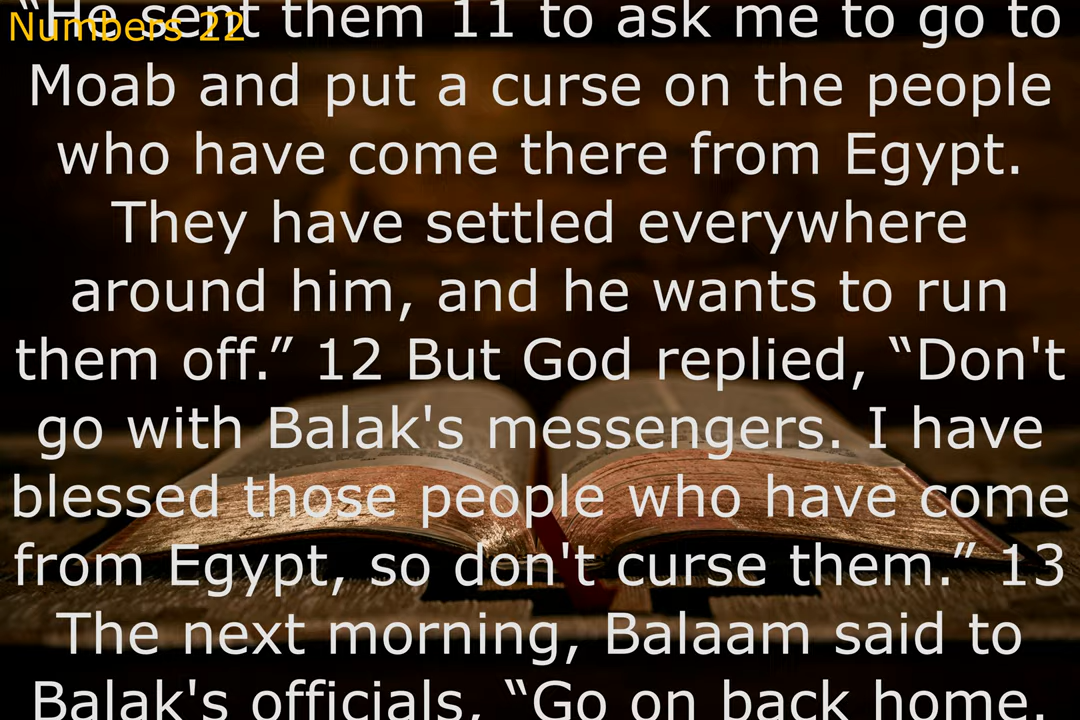 “He sent them 11 to ask me to go to
Numbers 22
Moab and put a curse on the people
who have come there from Egypt.
They have settled everywhere
around him, and he wants to run
them off.” 12 But God replied, “Don't
go with Balak's messengers. I have
blessed those people who have come
from Egypt, so don't curse them.” 13
The next morning, Balaam said to
Balak's officials, “Go on back home.